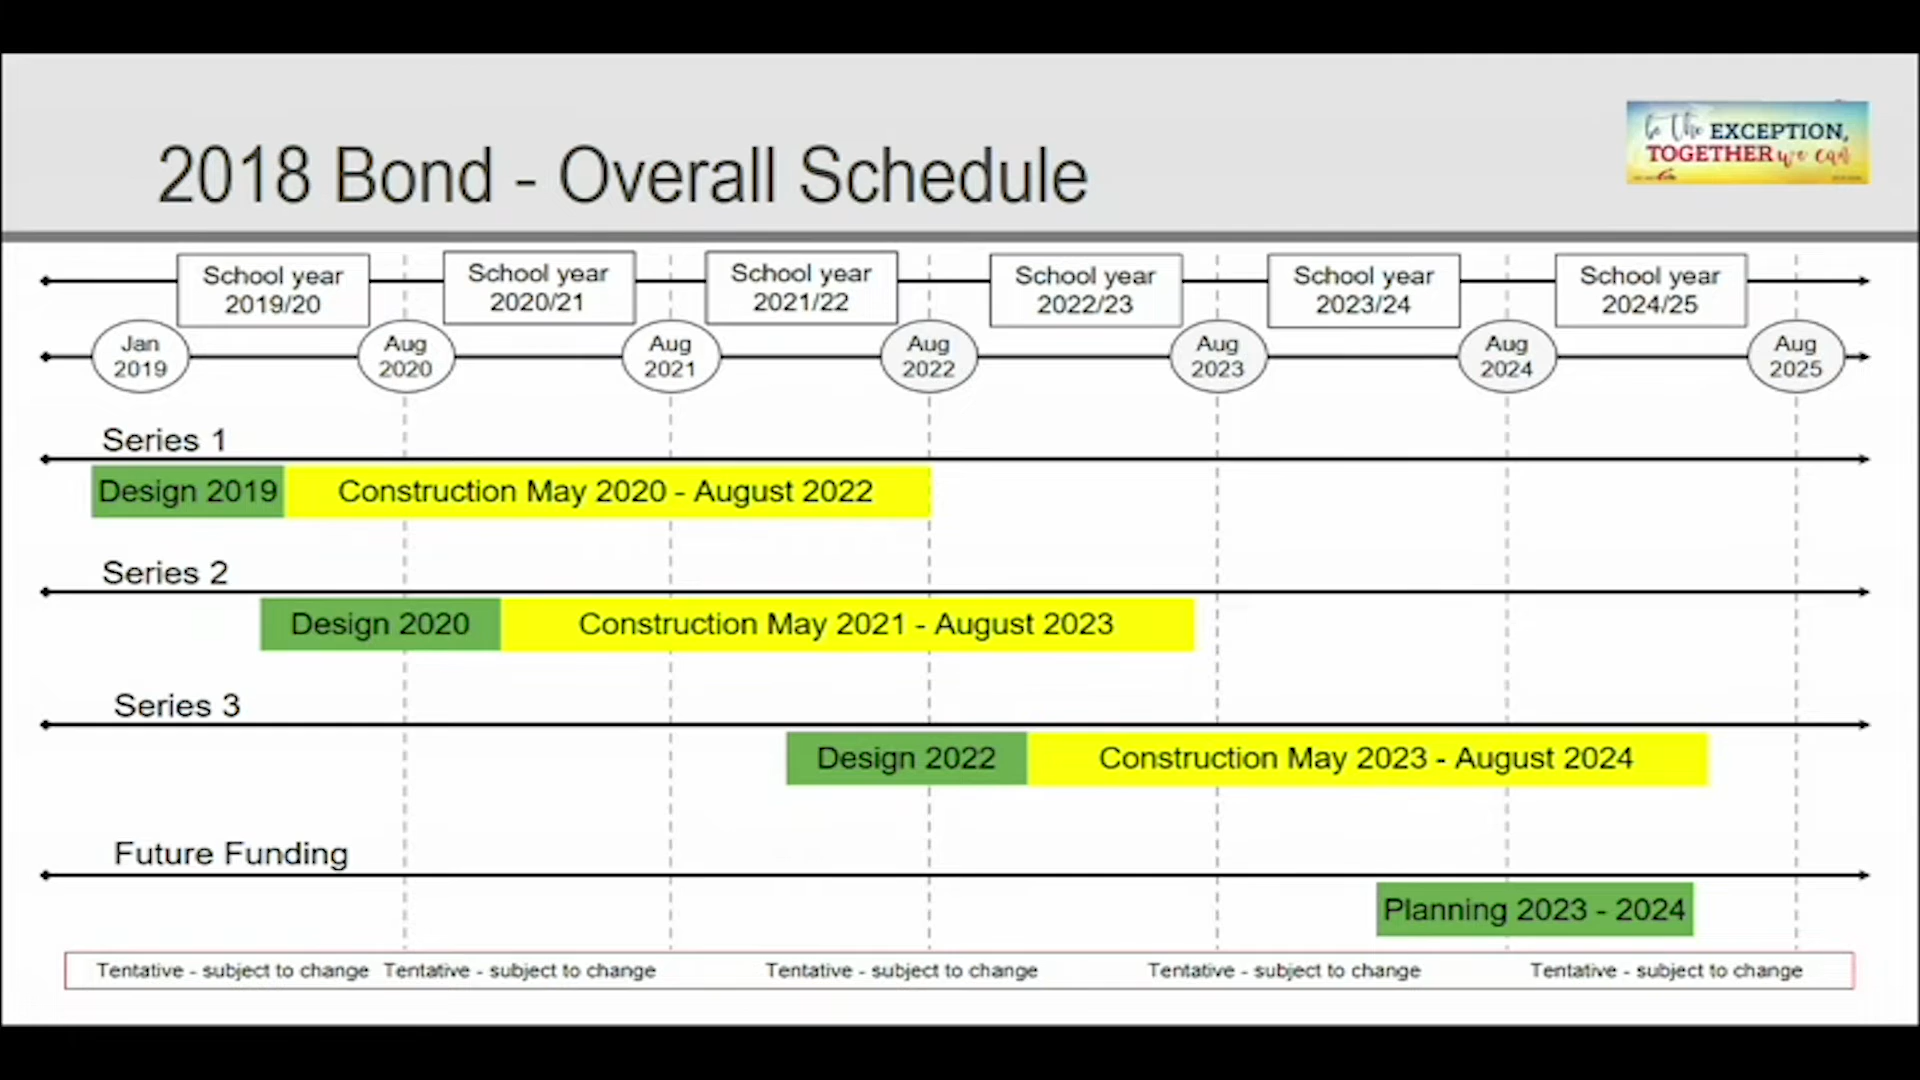 be the EXCEPTION,
TOGETHER we can
2018 Bond - Overall Schedule
School year
2019/20
School year
2020/21
School year
2021/22
School year
2022/23
School year
2023/24
School year
2024/25
Jan
2019
Aug
2020
Aug
2021
Aug
2022
Aug
2023
Aug
2024
Aug
2025
Series 1
Design 2019
Construction May 2020 - August 2022
Series 2
Design 2020
Construction May 2021 - August 2023
Series 3
Design 2022
Construction May 2023 - August 2024
Future Funding
Planning 2023 - 2024
Tentative - subject to change Tentative - subject to change Tentative - subject to change Tentative - subject to change Tentative - subject to change